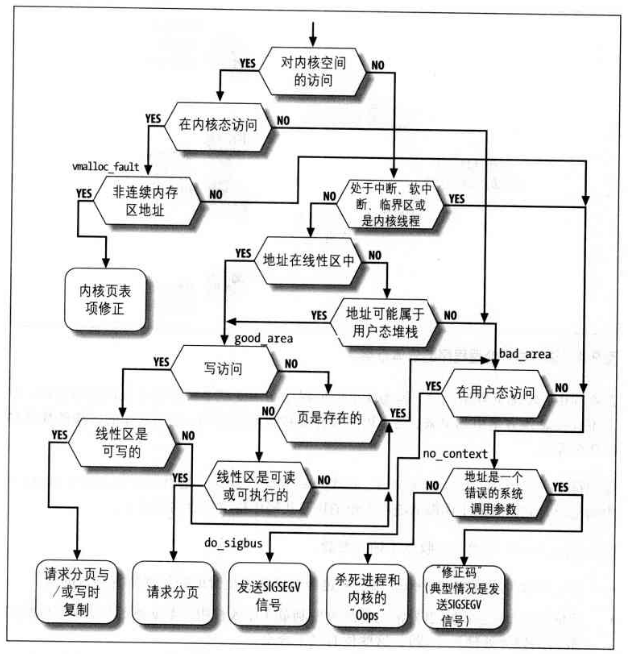 对内核空间
的访问
YES
NO
在内核态访问
YES
NO
vmalloc_fault
非连续内存
区地址
YES
NO
处于中断、软中
断、临界区或
是内核线程
YES
NO
内核页表
项修正
地址在线性区中
YES
NO
地址可能属于
用户态堆栈
YES
NO
good_area
bad_area
写访问
YES
NO
页是存在的
NO
YES
在用户态访问
YES
NO
线性区是
可写的
YES
NO
线性区是可读
或可执行的
YES
NO
no_context
地址是一个
错误的系统
调用参数
NO
YES
do_sigbus
请求分页与
/或写时
复制
请求分页
发送SIGSEGV
信号
杀死进程和
内核的
"Oops"
"修正码"
(典型情况是发
送SIGSEGV
信号)